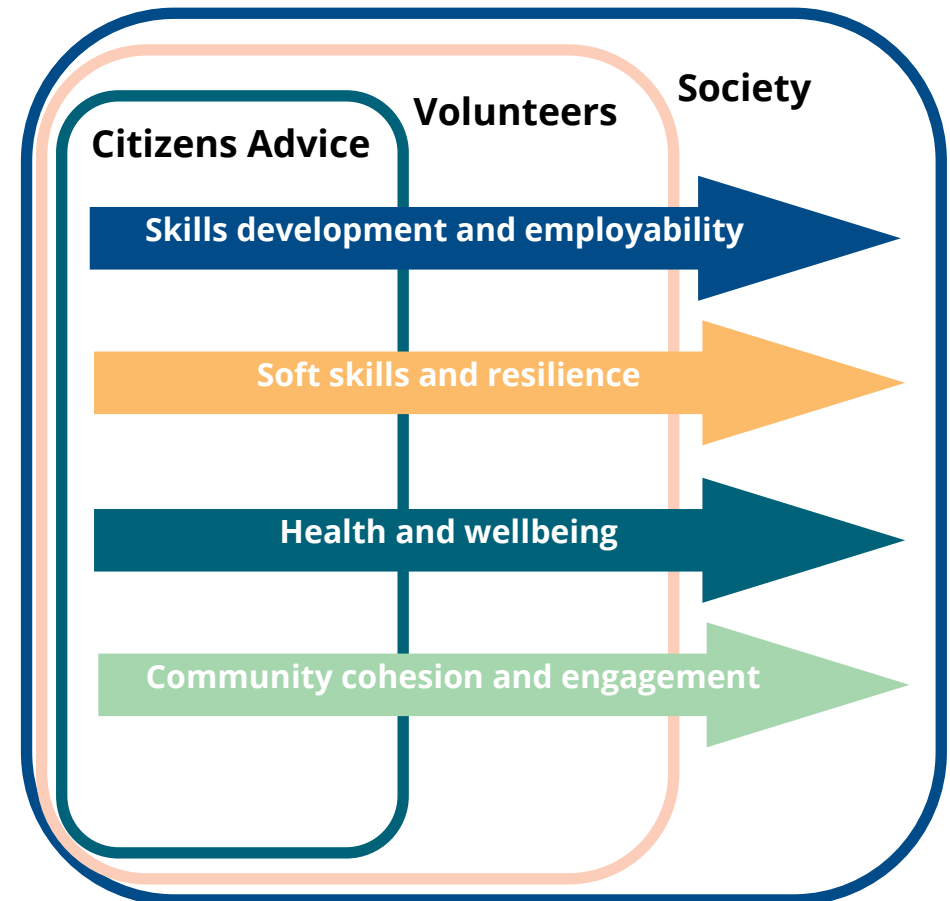 Citizens Advice
Volunteers
Society
Skills development and employability
Soft skills and resilience
Health and wellbeing
Community cohesion and engagement